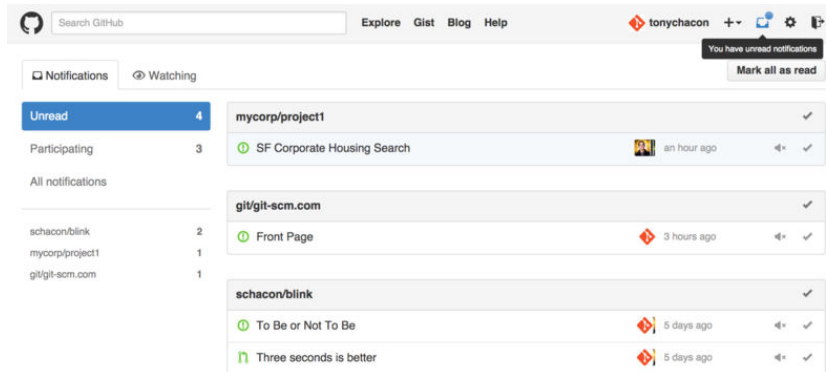 Search GitHub
Explore Gist Blog Help
tonychacon
You have unread notifications
Notifications
Watching
Mark all as read
Unread 4
Participating 3
All notifications
schacon/blink 2
mycorp/project1 1
git/git-scm.com 1
mycorp/project1
SF Corporate Housing Search an hour ago
git/git-scm.com
Front Page 3 hours ago
schacon/blink
To Be or Not To Be 5 days ago
Three seconds is better 5 days ago